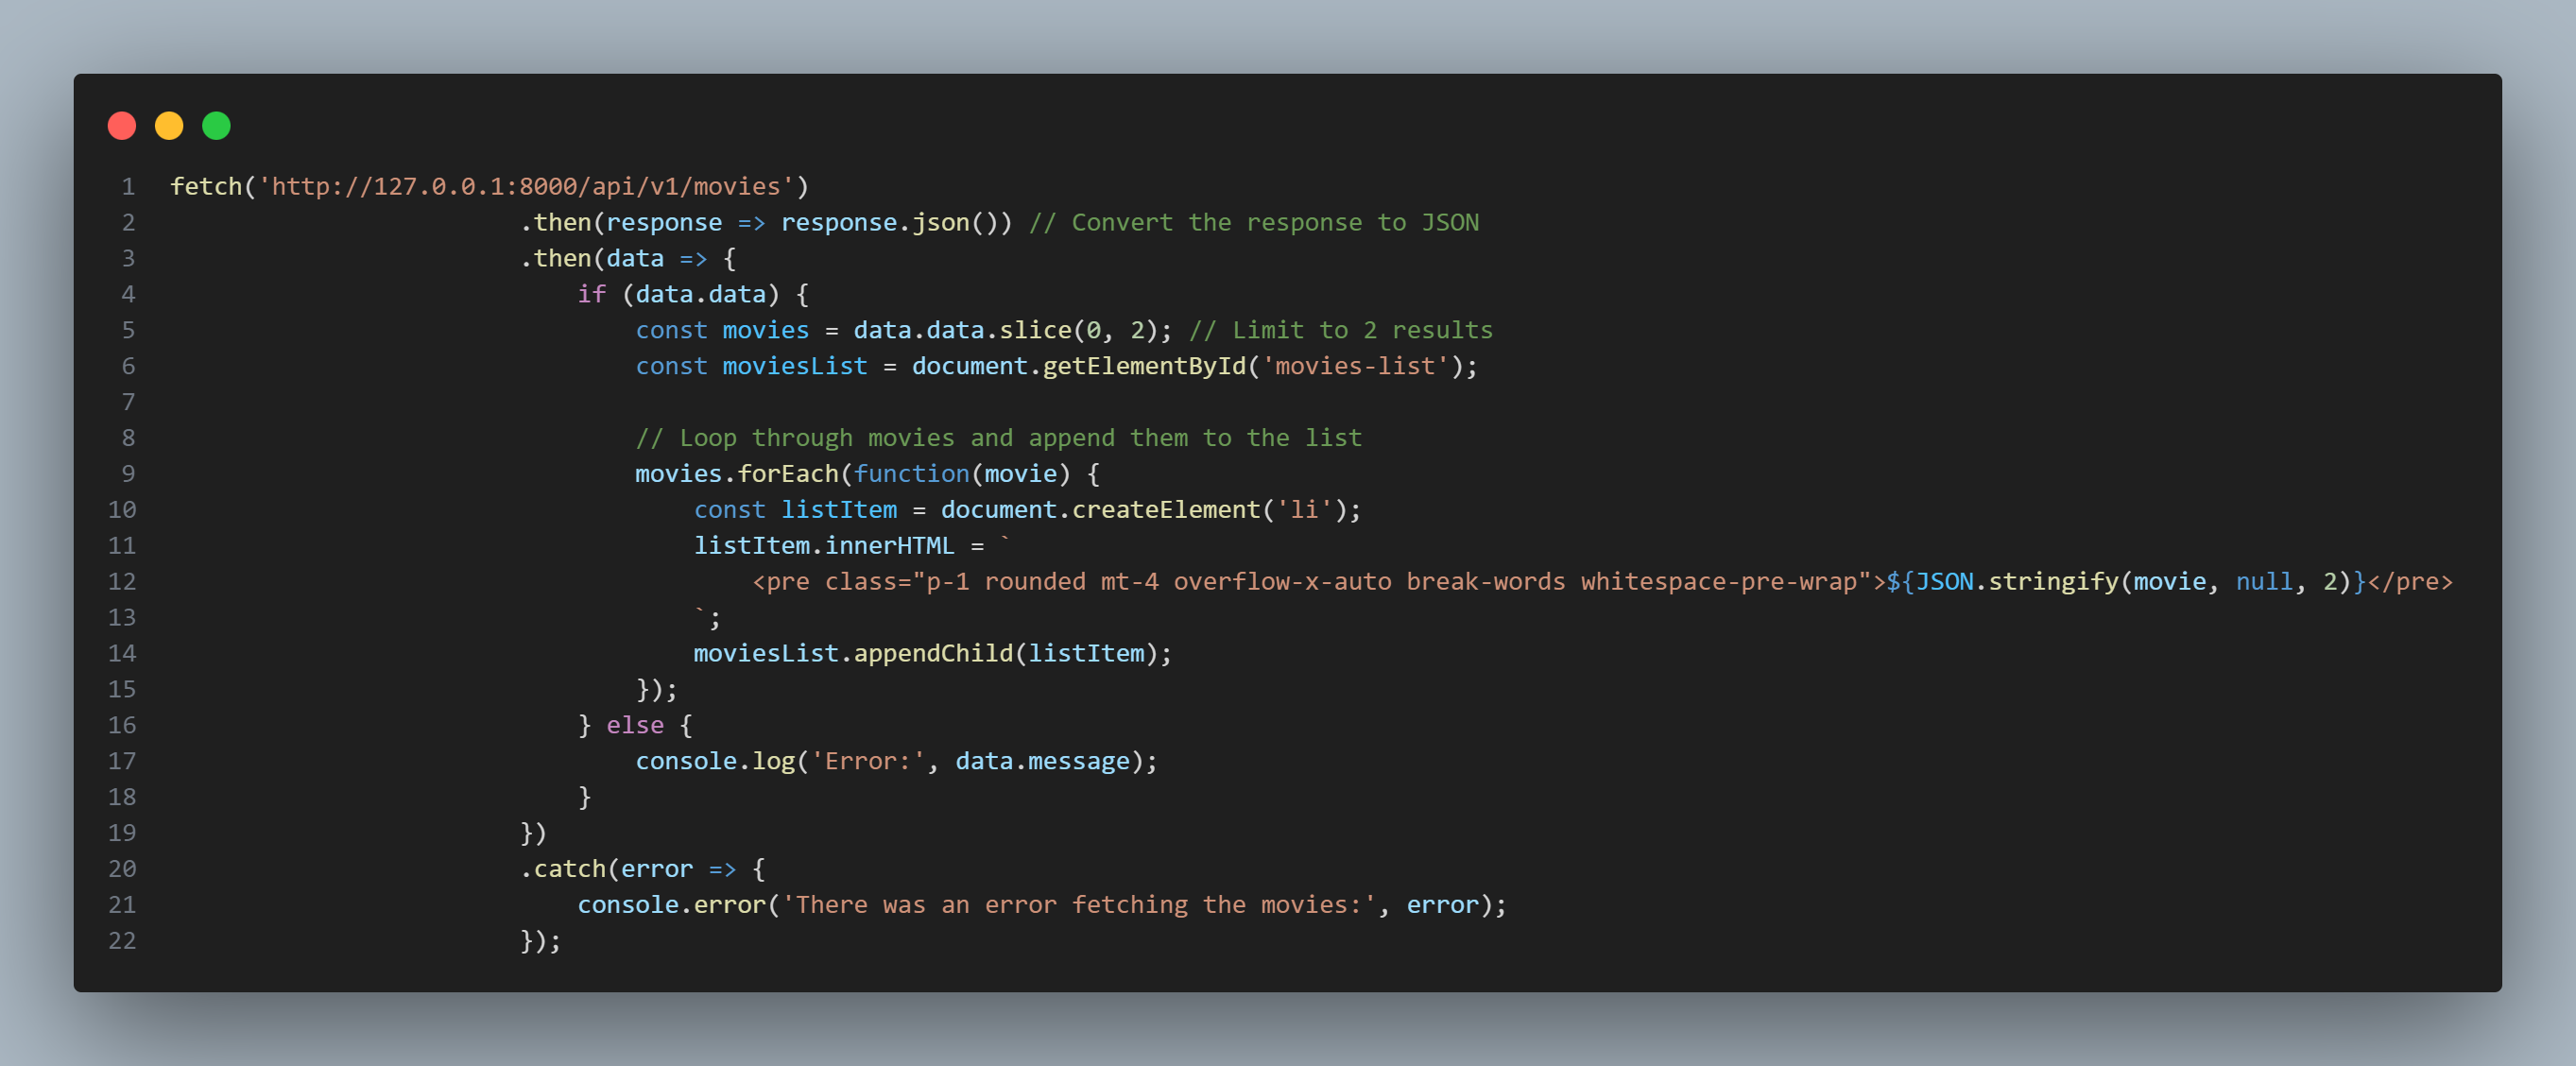 1 fetch('http://127.0.0.1:8000/api/v1/movies')
2 .then(response => response.json()) // Convert the response to JSON
3 .then(data => {
4 if (data.data) {
5 const movies = data.data.slice(0, 2); // Limit to 2 results
6 const moviesList = document.getElementById('movies-list');
7
8 // Loop through movies and append them to the list
9 movies.forEach(function(movie) {
10 const listItem = document.createElement('li');
11 listItem.innerHTML = `
12 <pre class="p-1 rounded mt-4 overflow-x-auto break-words whitespace-pre-wrap">${JSON.stringify(movie, null, 2)}</pre>
13 `;
14 moviesList.appendChild(listItem);
15 });
16 } else {
17 console.log('Error:', data.message);
18 }
19 })
20 .catch(error => {
21 console.error('There was an error fetching the movies:', error);
22 });